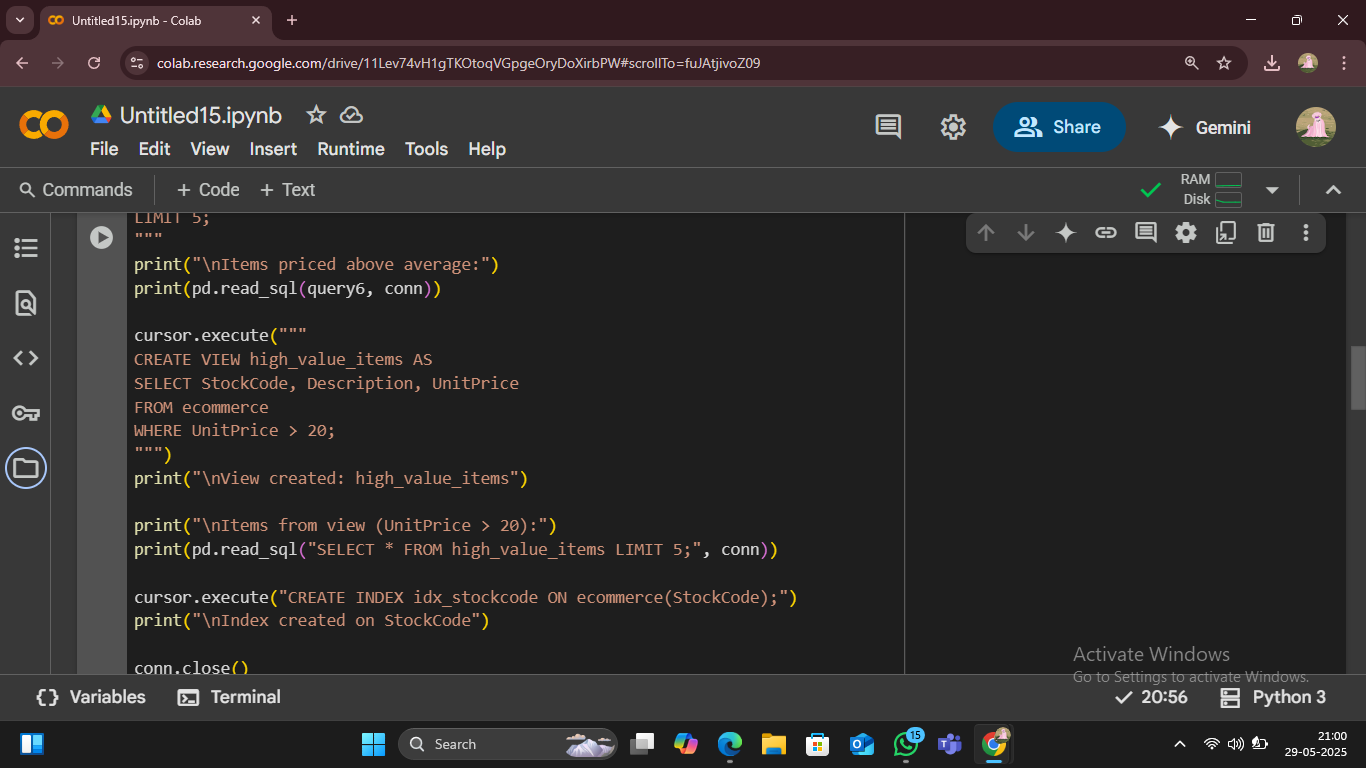 Untitled15.ipynb - Colab
colab.research.google.com/drive/11Lev74vH1gTKOtoqVGpgeOryDoXirbPW#scrollTo=fuJAtjivoZ09
Untitled15.ipynb
Share
Gemini
File Edit View Insert Runtime Tools Help
Commands + Code + Text
RAM
Disk
LIMIT 5;
"""
print("\nItems priced above average:")
print(pd.read_sql(query6, conn))
cursor.execute("""
CREATE VIEW high_value_items AS
SELECT StockCode, Description, UnitPrice
FROM ecommerce
WHERE UnitPrice > 20;
""")
print("\nView created: high_value_items")
print("\nItems from view (UnitPrice > 20):")
print(pd.read_sql("SELECT * FROM high_value_items LIMIT 5;", conn))
cursor.execute("CREATE INDEX idx_stockcode ON ecommerce(StockCode);")
print("\nIndex created on StockCode")
conn.close()
Activate Windows
Go to Settings to activate Windows.
Variables Terminal
20:56 Python 3
Search
15
21:00
29-05-2025